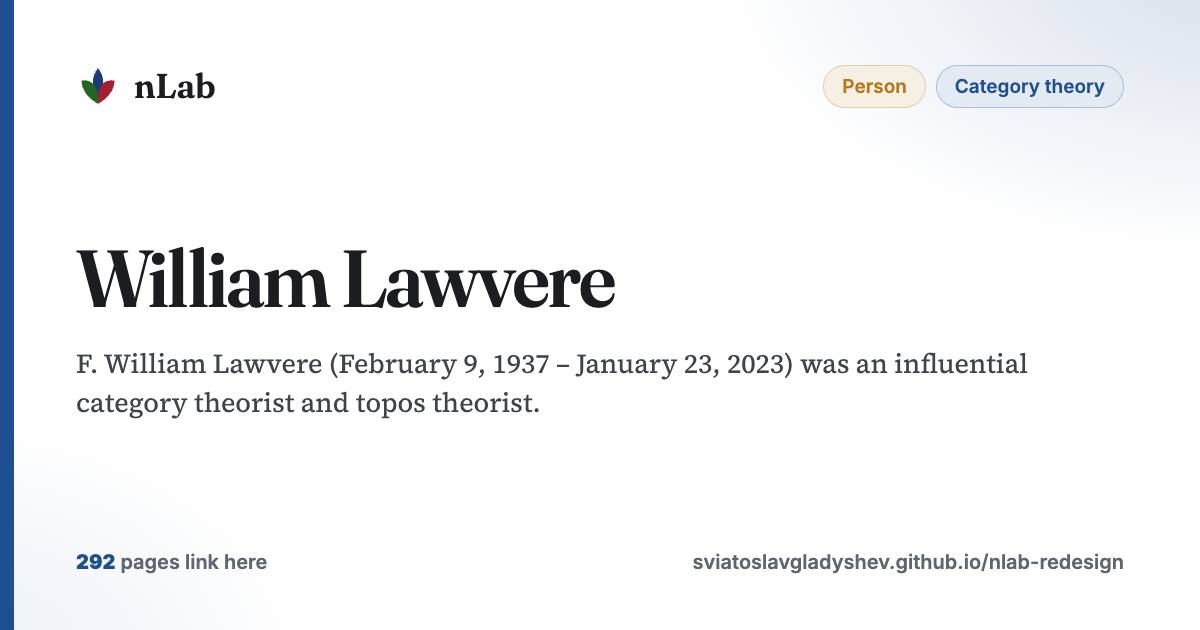 nLab
Person
Category theory
William Lawvere
F. William Lawvere (February 9, 1937 – January 23, 2023) was an influential
category theorist and topos theorist.
292 pages link here
sviatoslavgladyshev.github.io/nlab-redesign